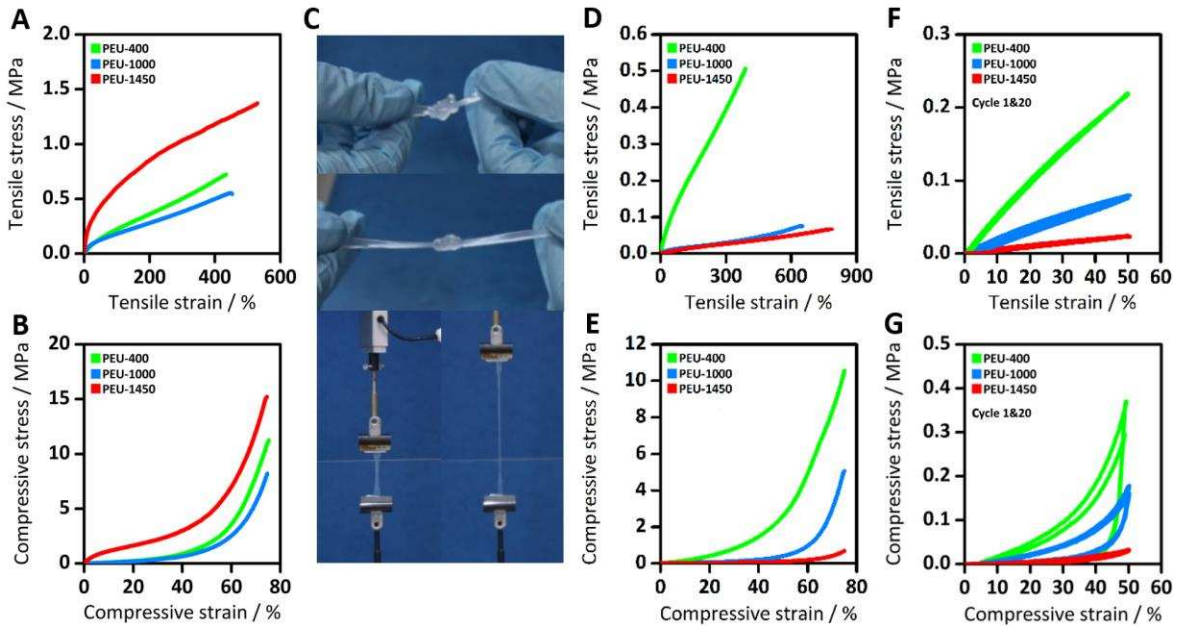 A
Tensile stress / MPa
2.0
1.5
1.0
0.5
0.0
PEU-400
PEU-1000
PEU-1450
0 200 400 600
Tensile strain / %
B
Compressive stress / MPa
20
15
10
5
0
PEU-400
PEU-1000
PEU-1450
0 20 40 60 80
Compressive strain / %
C
D
Tensile stress / MPa
0.6
0.5
0.4
0.3
0.2
0.1
0.0
PEU-400
PEU-1000
PEU-1450
0 300 600 900
Tensile strain / %
E
Compressive stress / MPa
12
10
8
6
4
2
0
PEU-400
PEU-1000
PEU-1450
0 20 40 60 80
Compressive strain / %
F
Tensile stress / MPa
0.3
0.2
0.1
0.0
PEU-400
PEU-1000
PEU-1450
Cycle 1&20
0 10 20 30 40 50 60
Tensile strain / %
G
Compressive stress / MPa
0.5
0.4
0.3
0.2
0.1
0.0
PEU-400
PEU-1000
PEU-1450
Cycle 1&20
0 10 20 30 40 50 60
Compressive strain / %